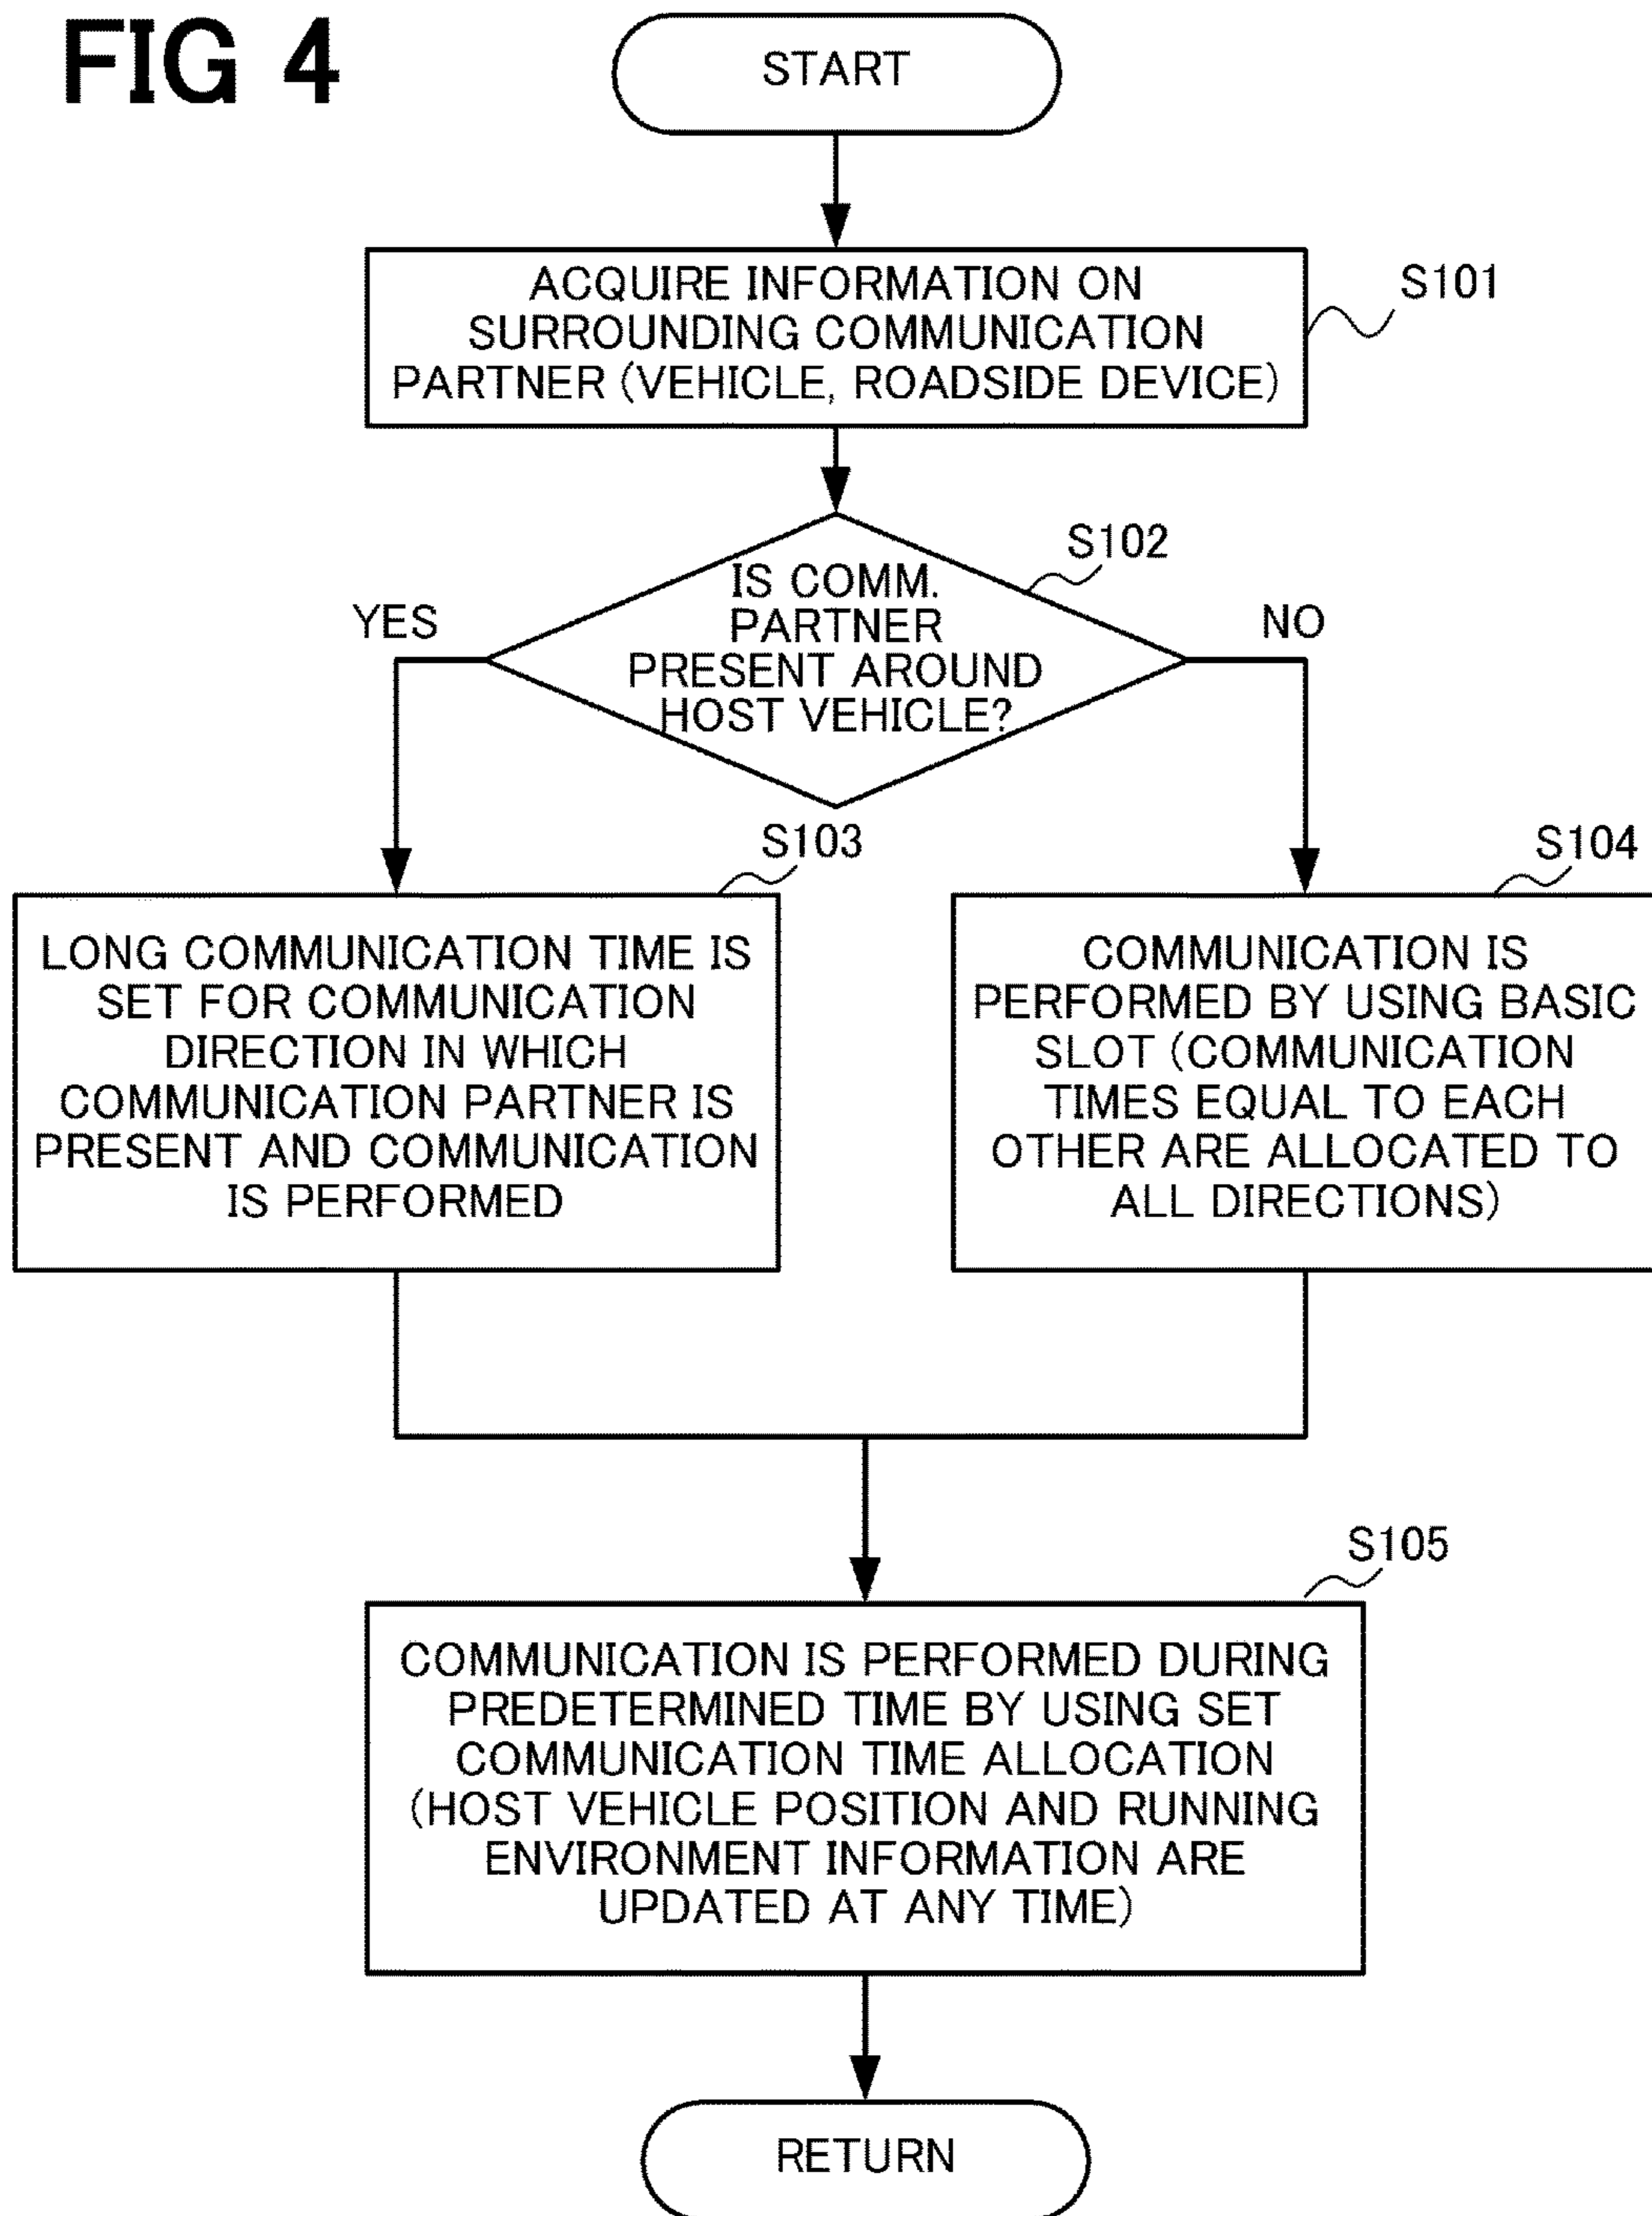 FIG 4
START
ACQUIRE INFORMATION ON
SURROUNDING COMMUNICATION
PARTNER (VEHICLE, ROADSIDE DEVICE)
S101
S102
IS COMM.
PARTNER
PRESENT AROUND
HOST VEHICLE?
YES
NO
S103
LONG COMMUNICATION TIME IS
SET FOR COMMUNICATION
DIRECTION IN WHICH
COMMUNICATION PARTNER IS
PRESENT AND COMMUNICATION
IS PERFORMED
S104
COMMUNICATION IS
PERFORMED BY USING BASIC
SLOT (COMMUNICATION
TIMES EQUAL TO EACH
OTHER ARE ALLOCATED TO
ALL DIRECTIONS)
S105
COMMUNICATION IS PERFORMED DURING
PREDETERMINED TIME BY USING SET
COMMUNICATION TIME ALLOCATION
(HOST VEHICLE POSITION AND RUNNING
ENVIRONMENT INFORMATION ARE
UPDATED AT ANY TIME)
RETURN